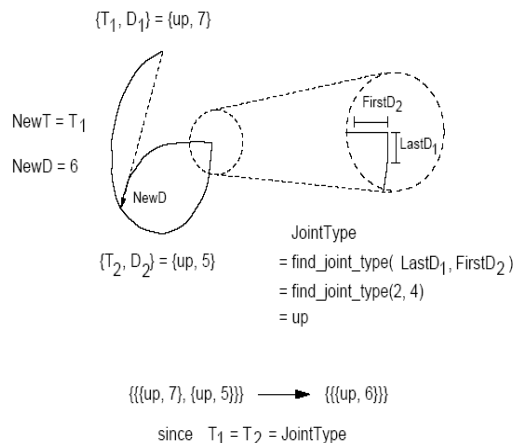 {T1, D1} = {up, 7}
FirstD2
LastD1
NewT = T1
NewD = 6
NewD
{T2, D2} = {up, 5}
JointType
= find_joint_type( LastD1, FirstD2 )
= find_joint_type(2, 4)
= up
{{{up, 7}, {up, 5}}} {{{up, 6}}}
since T1 = T2 = JointType